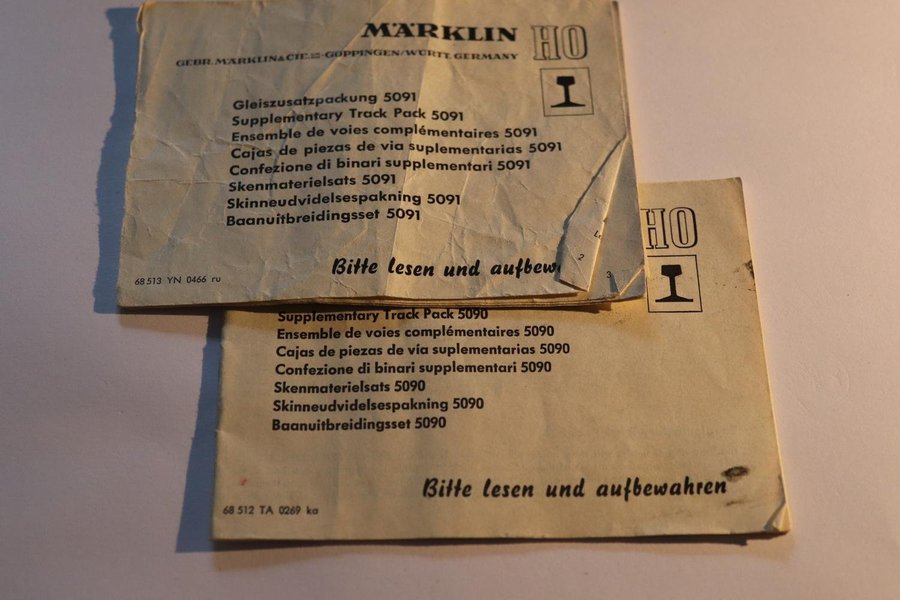 MÄRKLIN HO
GEBR. MÄRKLIN & CIE. GÖPPINGEN/WÜRTT. GERMANY
Gleiszusatzpackung 5091
Supplementary Track Pack 5091
Ensemble de voies complémentaires 5091
Cajas de piezas de via suplementarias 5091
Confezione di binari supplementari 5091
Skenmaterielsats 5091
Skinneudvidelsespakning 5091
Baanuitbreidingsset 5091
Bitte lesen und aufbew
2
3
68 513 YN 0466 ru
HO
Supplementary Track Pack 5090
Ensemble de voies complémentaires 5090
Cajas de piezas de via suplementarias 5090
Confezione di binari supplementari 5090
Skenmaterielsats 5090
Skinneudvidelsespakning 5090
Baanuitbreidingsset 5090
Bitte lesen und aufbewahren
68 512 TA 0269 ka